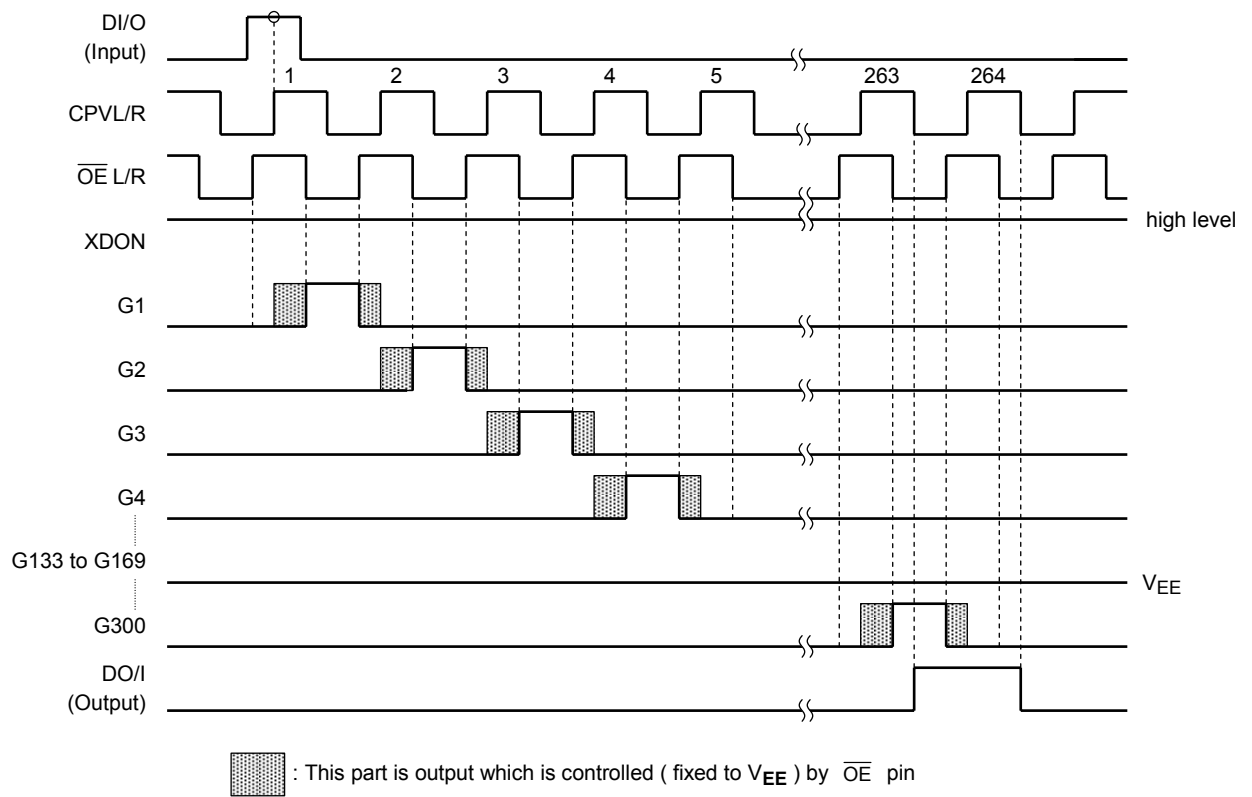 DI/O
(Input)
1 2 3 4 5 263 264
CPVL/R
OE L/R
high level
XDON
G1
G2
G3
G4
G133 to G169
VEE
G300
DO/I
(Output)
: This part is output which is controlled ( fixed to VEE ) by OE pin